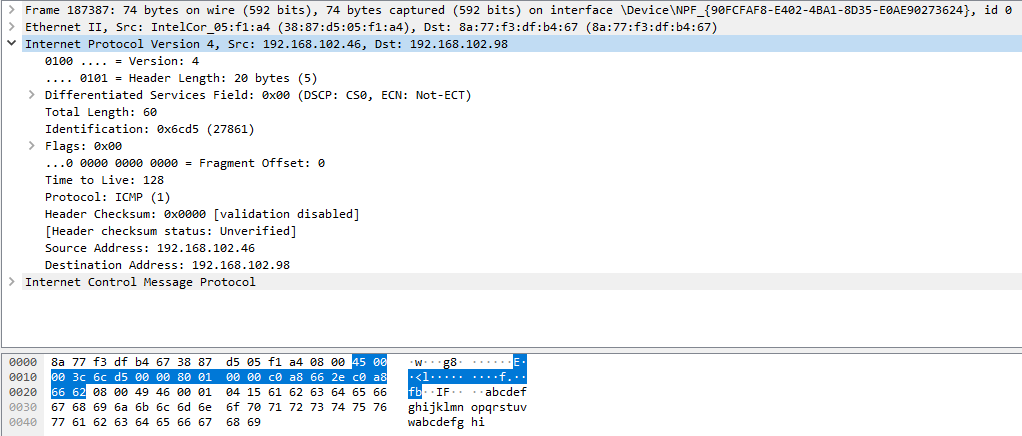 Frame 187387: 74 bytes on wire (592 bits), 74 bytes captured (592 bits) on interface \Device\NPF_{90FCFAF8-E402-4BA1-8D35-E0AE90273624}, id 0
Ethernet II, Src: IntelCor_05:f1:a4 (38:87:d5:05:f1:a4), Dst: 8a:77:f3:df:b4:67 (8a:77:f3:df:b4:67)
Internet Protocol Version 4, Src: 192.168.102.46, Dst: 192.168.102.98
0100 .... = Version: 4
.... 0101 = Header Length: 20 bytes (5)
Differentiated Services Field: 0x00 (DSCP: CS0, ECN: Not-ECT)
Total Length: 60
Identification: 0x6cd5 (27861)
Flags: 0x00
...0 0000 0000 0000 = Fragment Offset: 0
Time to Live: 128
Protocol: ICMP (1)
Header Checksum: 0x0000 [validation disabled]
[Header checksum status: Unverified]
Source Address: 192.168.102.46
Destination Address: 192.168.102.98
Internet Control Message Protocol
0000 8a 77 f3 df b4 67 38 87 d5 05 f1 a4 08 00 45 00 ·w···g8· ······E·
0010 00 3c 6c d5 00 00 80 01 00 00 c0 a8 66 2e c0 a8 ·<l····· ····f.··
0020 66 62 08 00 49 46 00 01 04 15 61 62 63 64 65 66 fb··IF·· ··abcdef
0030 67 68 69 6a 6b 6c 6d 6e 6f 70 71 72 73 74 75 76 ghijklmn opqrstuv
0040 77 61 62 63 64 65 66 67 68 69 wabcdefg hi